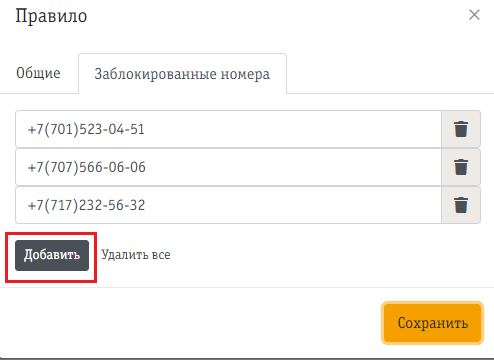 Правило
Общие Заблокированные номера
+7(701)523-04-51
+7(707)566-06-06
+7(717)232-56-32
Добавить Удалить все
Сохранить